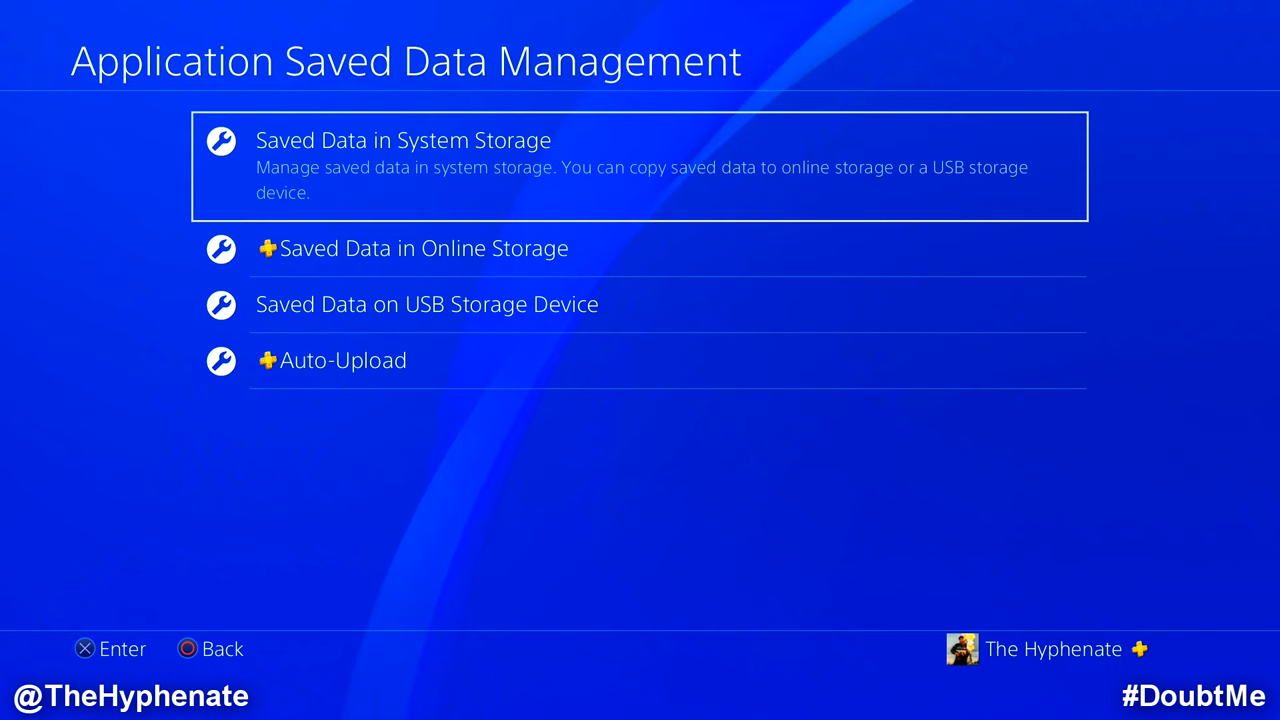 Application Saved Data Management
Saved Data in System Storage
Manage saved data in system storage. You can copy saved data to online storage or a USB storage
device.
Saved Data in Online Storage
Saved Data on USB Storage Device
Auto-Upload
Enter Back
The Hyphenate
@TheHyphenate
#DoubtMe